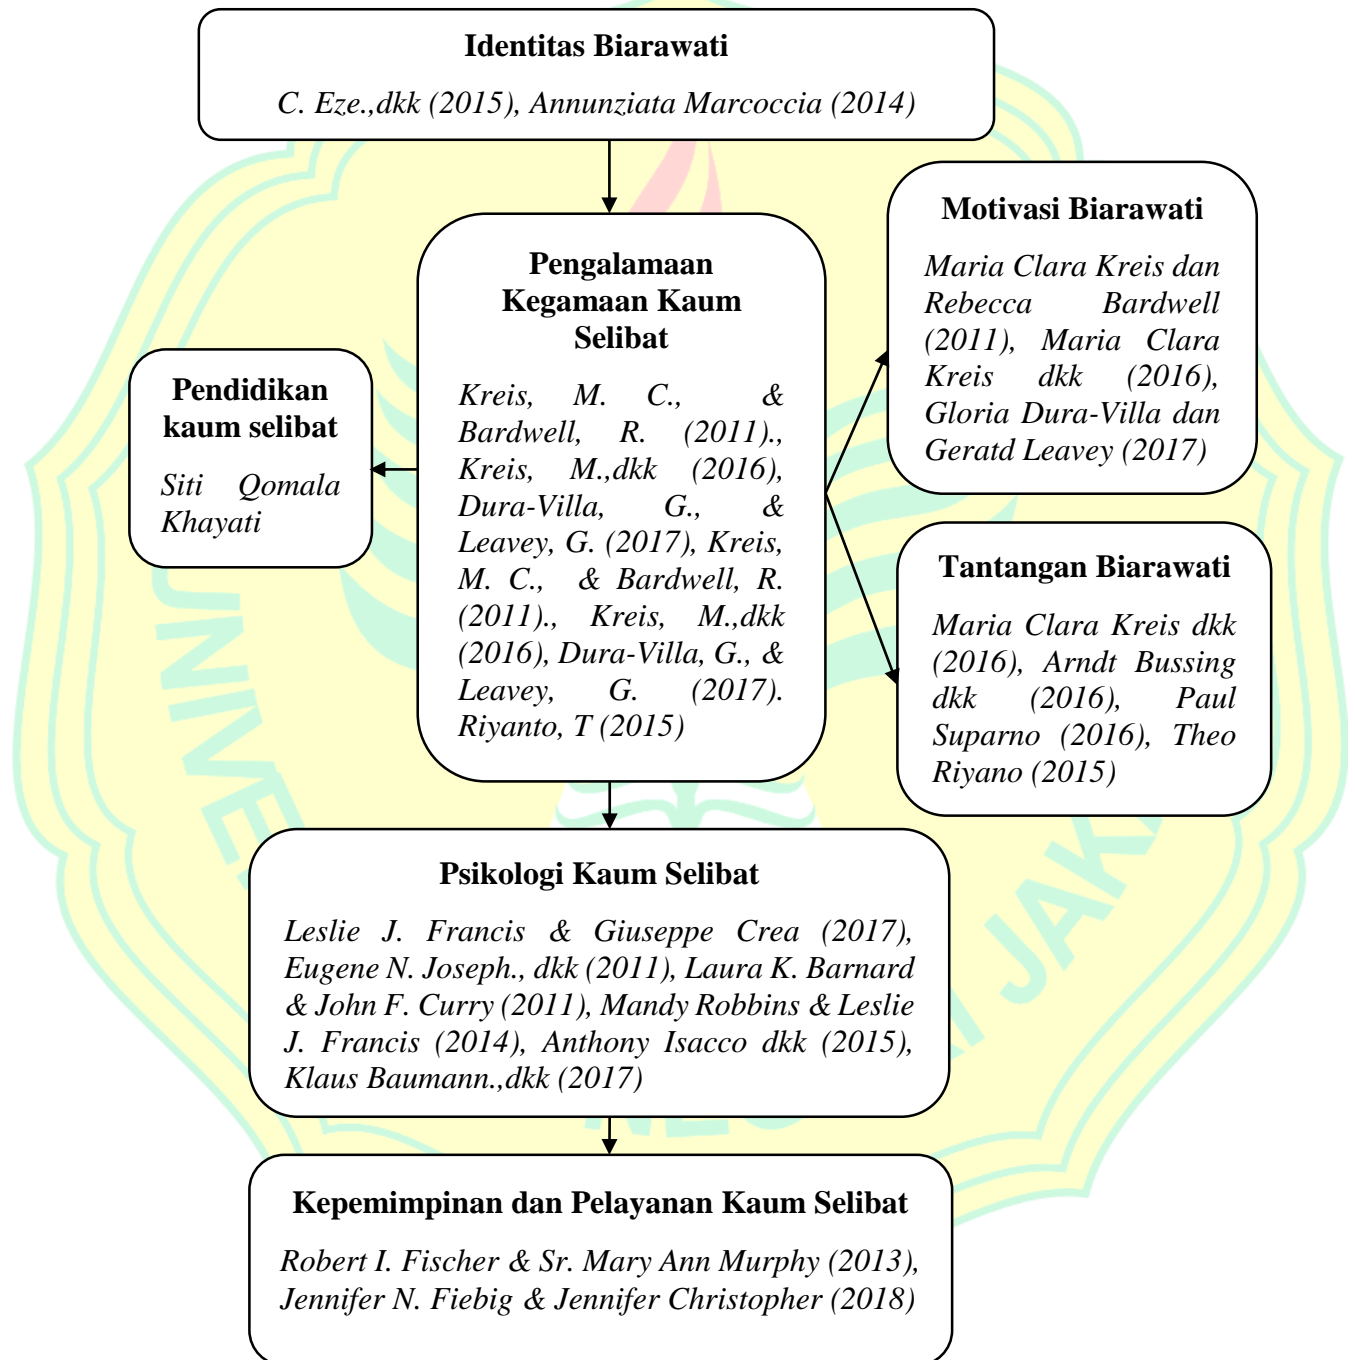 Identitas Biarawati
C. Eze.,dkk (2015), Annunziata Marcoccia (2014)
Pengalamaan
Kegamaan Kaum
Selibat
Kreis, M. C., &
Bardwell, R. (2011).,
Kreis, M.,dkk (2016),
Dura-Villa, G., &
Leavey, G. (2017), Kreis,
M. C., & Bardwell, R.
(2011)., Kreis, M.,dkk
(2016), Dura-Villa, G., &
Leavey, G. (2017).
Riyanto, T (2015)
Motivasi Biarawati
Maria Clara Kreis dan
Rebecca Bardwell
(2011), Maria Clara
Kreis dkk (2016),
Gloria Dura-Villa dan
Geratd Leavey (2017)
Pendidikan
kaum selibat
Siti Qomala
Khayati
Tantangan Biarawati
Maria Clara Kreis dkk
(2016), Arndt Bussing
dkk (2016), Paul
Suparno (2016), Theo
Riyano (2015)
Psikologi Kaum Selibat
Leslie J. Francis & Giuseppe Crea (2017),
Eugene N. Joseph., dkk (2011), Laura K. Barnard
& John F. Curry (2011), Mandy Robbins & Leslie
J. Francis (2014), Anthony Isacco dkk (2015),
Klaus Baumann.,dkk (2017)
Kepemimpinan dan Pelayanan Kaum Selibat
Robert I. Fischer & Sr. Mary Ann Murphy (2013),
Jennifer N. Fiebig & Jennifer Christopher (2018)